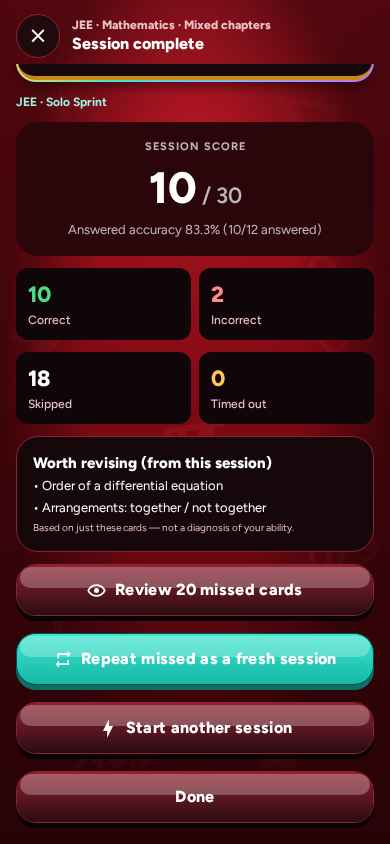 JEE · Mathematics · Mixed chapters
Session complete
JEE · Solo Sprint
SESSION SCORE
10 / 30
Answered accuracy 83.3% (10/12 answered)
10
Correct
2
Incorrect
18
Skipped
0
Timed out
Worth revising (from this session)
• Order of a differential equation
• Arrangements: together / not together
Based on just these cards — not a diagnosis of your ability.
Review 20 missed cards
Repeat missed as a fresh session
Start another session
Done